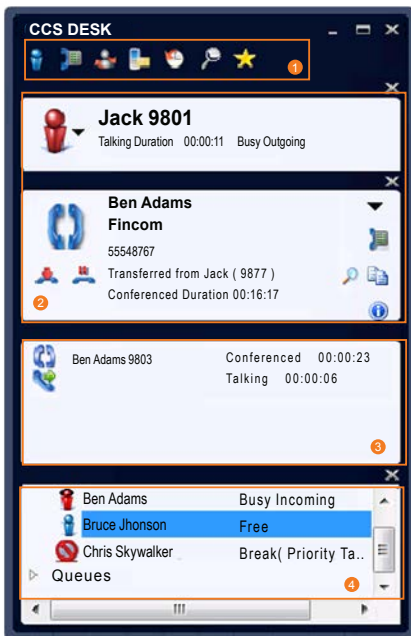 CCS DESK
1
Jack 9801
Talking Duration 00:00:11 Busy Outgoing
Ben Adams
Fincom
55548767
Transferred from Jack ( 9877 )
Conferenced Duration 00:16:17
2
Ben Adams 9803 Conferenced 00:00:23
Talking 00:00:06
3
Ben Adams Busy Incoming
Bruce Jhonson Free
Chris Skywalker Break( Priority Ta..
Queues
4